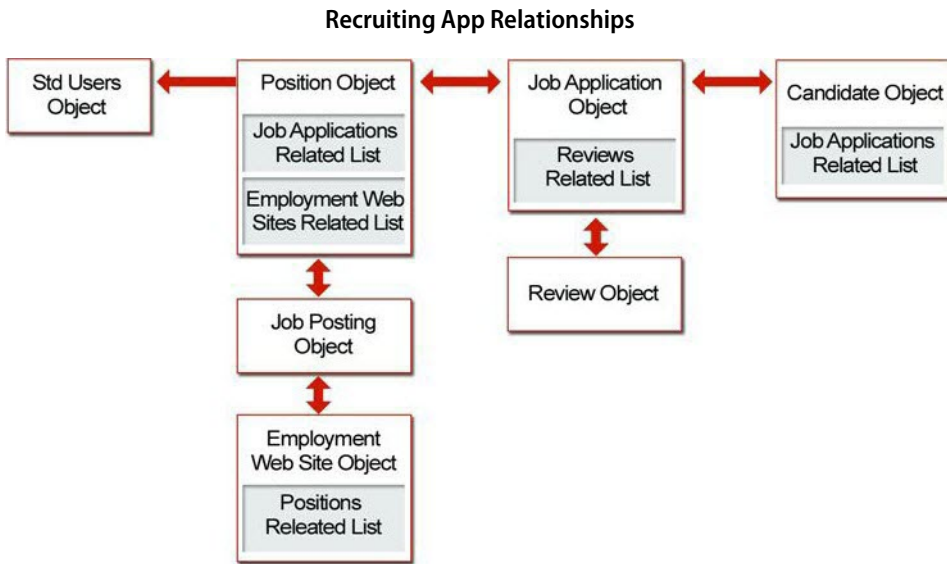 Recruiting App Relationships
Std Users
Object
Position Object
Job Applications
Related List
Employment Web
Sites Related List
Job Application
Object
Reviews
Related List
Candidate Object
Job Applications
Related List
Review Object
Job Posting
Object
Employment
Web Site Object
Positions
Releated List